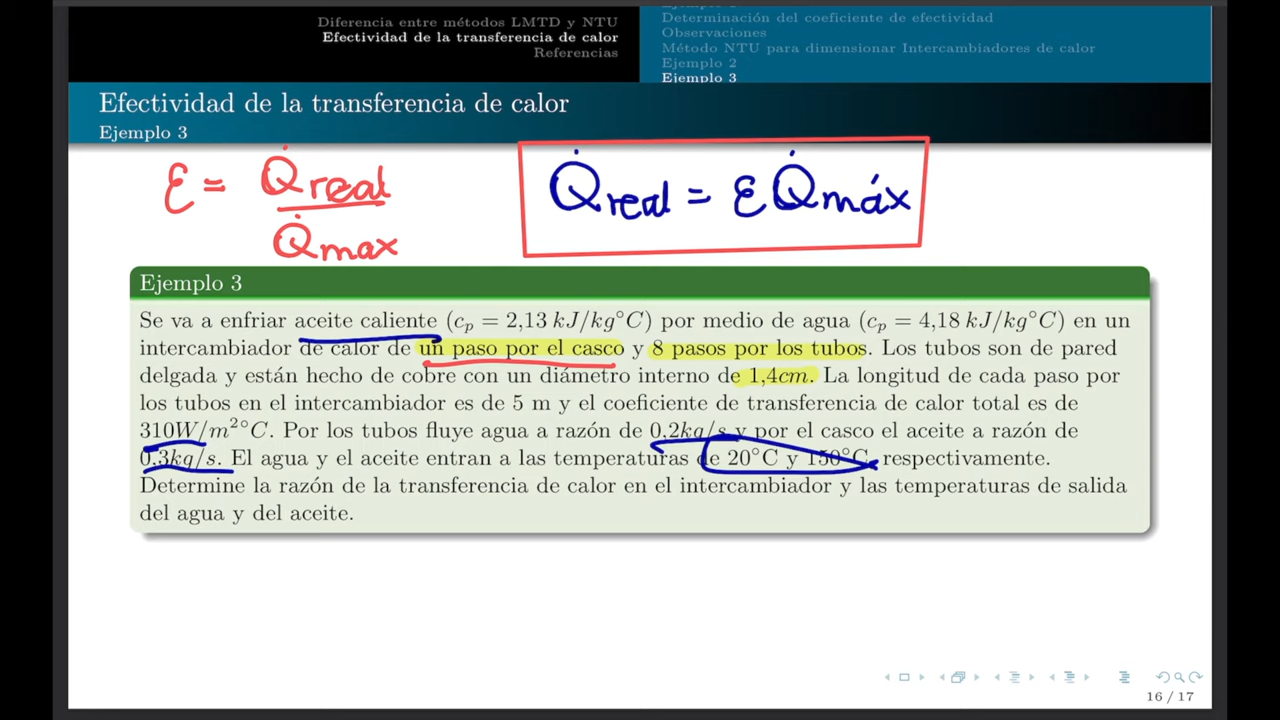 Diferencia entre métodos LMTD y NTU
Efectividad de la transferencia de calor
Referencias
Determinación del coeficiente de efectividad
Observaciones
Método NTU para dimensionar Intercambiadores de calor
Ejemplo 2
Ejemplo 3
Efectividad de la transferencia de calor
Ejemplo 3
ε = Q̇real / Q̇max
Q̇real = ε Q̇máx
Ejemplo 3
Se va a enfriar aceite caliente (cₚ = 2,13 kJ/kg°C) por medio de agua (cₚ = 4,18 kJ/kg°C) en un
intercambiador de calor de un paso por el casco y 8 pasos por los tubos. Los tubos son de pared
delgada y están hecho de cobre con un diámetro interno de 1,4cm. La longitud de cada paso por
los tubos en el intercambiador es de 5 m y el coeficiente de transferencia de calor total es de
310W/m²°C. Por los tubos fluye agua a razón de 0.2kg/s y por el casco el aceite a razón de
0.3kg/s. El agua y el aceite entran a las temperaturas de 20°C y 150°C, respectivamente.
Determine la razón de la transferencia de calor en el intercambiador y las temperaturas de salida
del agua y del aceite.
16 / 17